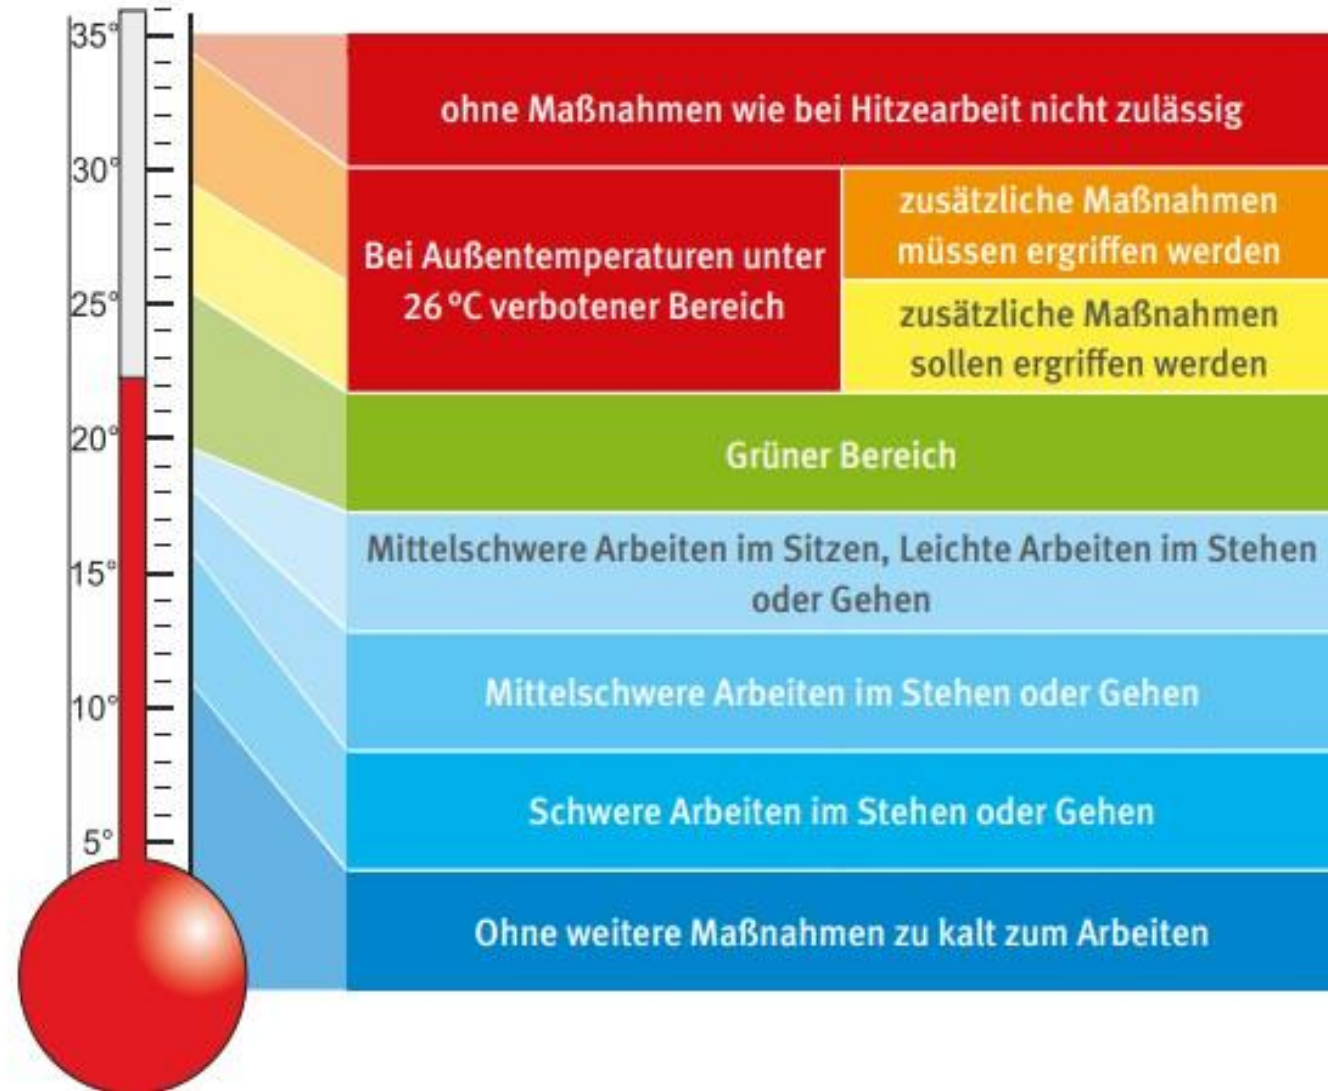 35°
ohne Maßnahmen wie bei Hitzearbeit nicht zulässig
30°
Bei Außentemperaturen unter
26 °C verbotener Bereich
zusätzliche Maßnahmen
müssen ergriffen werden
zusätzliche Maßnahmen
sollen ergriffen werden
25°
Grüner Bereich
20°
Mittelschwere Arbeiten im Sitzen, Leichte Arbeiten im Stehen
oder Gehen
15°
Mittelschwere Arbeiten im Stehen oder Gehen
10°
Schwere Arbeiten im Stehen oder Gehen
5°
Ohne weitere Maßnahmen zu kalt zum Arbeiten